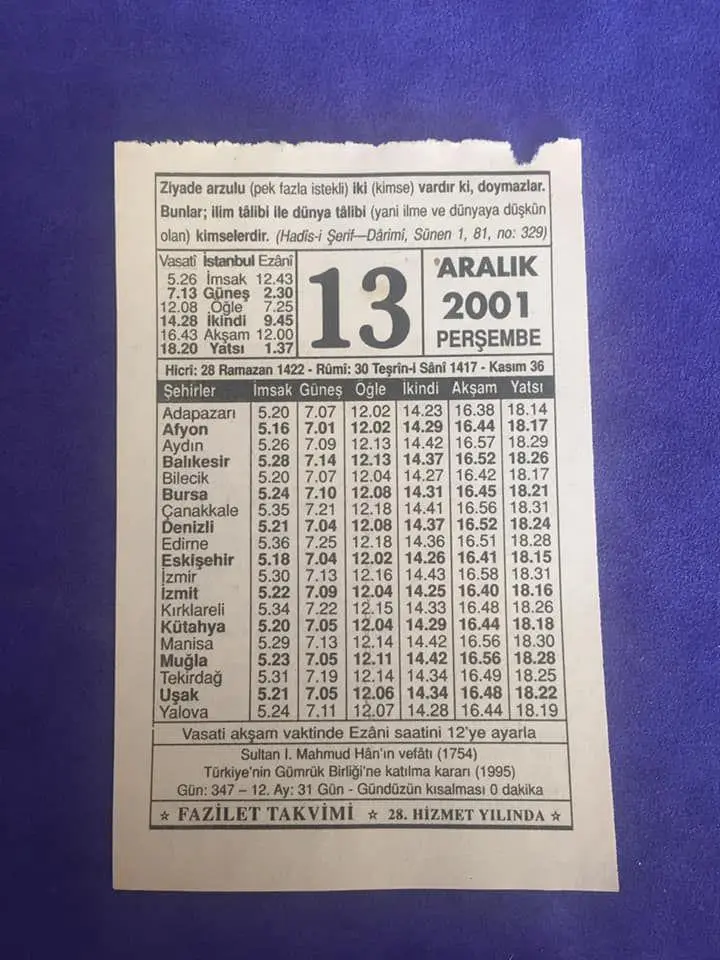 Ziyade arzulu (pek fazla istekli) iki (kimse) vardır ki, doymazlar.
Bunlar; ilim tâlibi ile dünya tâlibi (yani ilme ve dünyaya düşkün
olan) kimselerdir. (Hadîs-i Şerif—Dârimî, Sünen 1, 81, no: 329)
Vasatî İstanbul Ezânî
5.26 İmsak 12.43
7.13 Güneş 2.30
12.08 Öğle 7.25
14.28 İkindi 9.45
16.43 Akşam 12.00
18.20 Yatsı 1.37
13
ARALIK
2001
PERŞEMBE
Hicrî: 28 Ramazan 1422 - Rûmî: 30 Teşrîn-i Sânî 1417 - Kasım 36
Şehirler İmsak Güneş Öğle İkindi Akşam Yatsı
Adapazarı 5.20 7.07 12.02 14.23 16.38 18.14
Afyon 5.16 7.01 12.02 14.29 16.44 18.17
Aydın 5.26 7.09 12.13 14.42 16.57 18.29
Balıkesir 5.28 7.14 12.13 14.37 16.52 18.26
Bilecik 5.20 7.07 12.04 14.27 16.42 18.17
Bursa 5.24 7.10 12.08 14.31 16.45 18.21
Çanakkale 5.35 7.21 12.18 14.41 16.56 18.31
Denizli 5.21 7.04 12.08 14.37 16.52 18.24
Edirne 5.36 7.25 12.18 14.36 16.51 18.28
Eskişehir 5.18 7.04 12.02 14.26 16.41 18.15
İzmir 5.30 7.13 12.16 14.43 16.58 18.31
İzmit 5.22 7.09 12.04 14.25 16.40 18.16
Kırklareli 5.34 7.22 12.15 14.33 16.48 18.26
Kütahya 5.20 7.05 12.04 14.29 16.44 18.18
Manisa 5.29 7.13 12.14 14.42 16.56 18.30
Muğla 5.23 7.05 12.11 14.42 16.56 18.28
Tekirdağ 5.31 7.19 12.14 14.34 16.49 18.25
Uşak 5.21 7.05 12.06 14.34 16.48 18.22
Yalova 5.24 7.11 12.07 14.28 16.44 18.19
Vasati akşam vaktinde Ezâni saatini 12'ye ayarla
Sultan I. Mahmud Hân'ın vefâtı (1754)
Türkiye'nin Gümrük Birliği'ne katılma kararı (1995)
Gün: 347 – 12. Ay: 31 Gün - Gündüzün kısalması 0 dakika
☆ FAZİLET TAKVİMİ ☆ 28. HİZMET YILINDA ☆